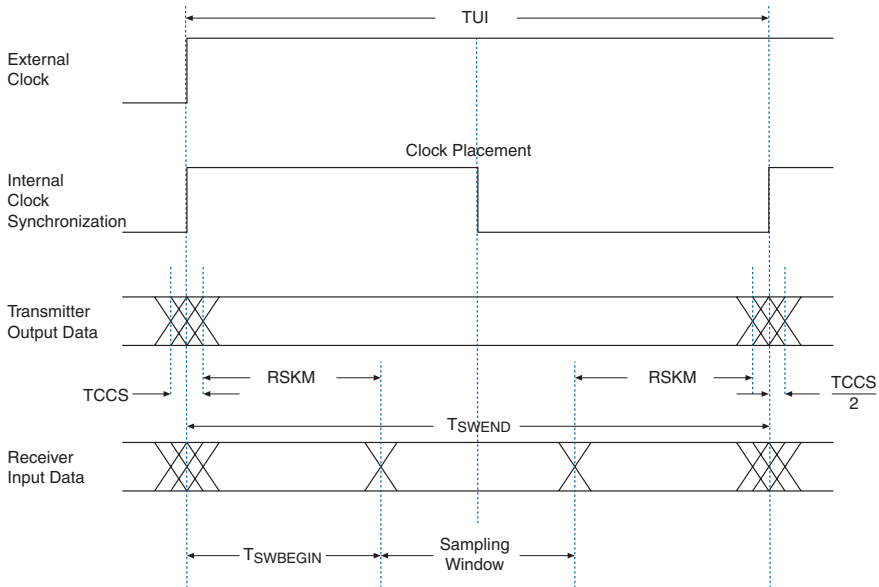 TUI
External
Clock
Clock Placement
Internal
Clock
Synchronization
Transmitter
Output Data
RSKM
RSKM
TCCS
TCCS
2
TSWEND
Receiver
Input Data
TSWBEGIN
Sampling
Window